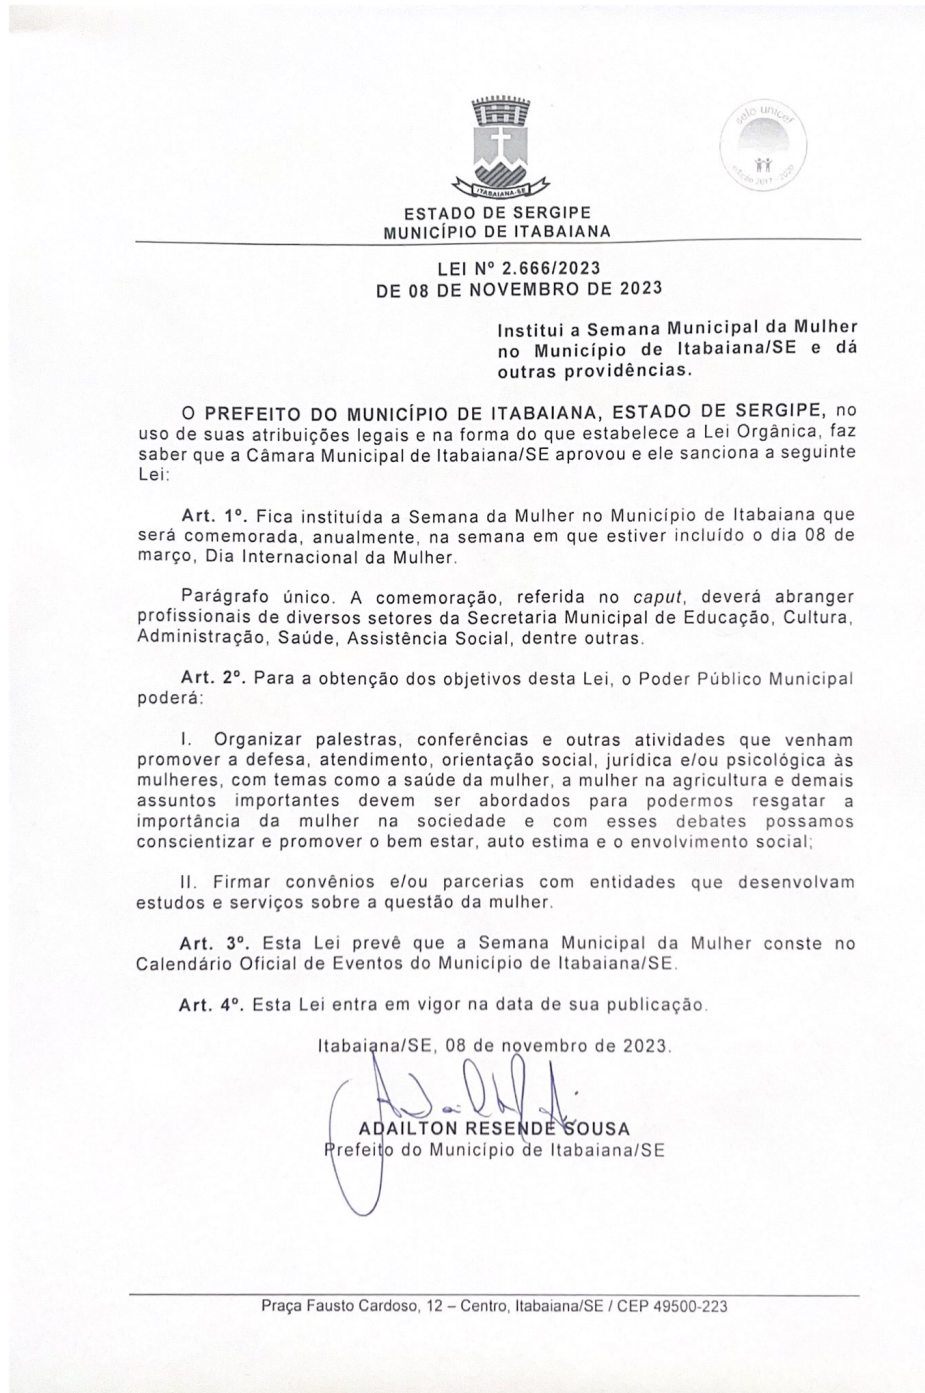 ITABAIANA-SE
selo unicef
edição 2017 - 2020
ESTADO DE SERGIPE
MUNICÍPIO DE ITABAIANA
LEI Nº 2.666/2023
DE 08 DE NOVEMBRO DE 2023
Institui a Semana Municipal da Mulher
no Município de Itabaiana/SE e dá
outras providências.
O PREFEITO DO MUNICÍPIO DE ITABAIANA, ESTADO DE SERGIPE, no
uso de suas atribuições legais e na forma do que estabelece a Lei Orgânica, faz
saber que a Câmara Municipal de Itabaiana/SE aprovou e ele sanciona a seguinte
Lei:
Art. 1º. Fica instituída a Semana da Mulher no Município de Itabaiana que
será comemorada, anualmente, na semana em que estiver incluído o dia 08 de
março, Dia Internacional da Mulher.
Parágrafo único. A comemoração, referida no caput, deverá abranger
profissionais de diversos setores da Secretaria Municipal de Educação, Cultura,
Administração, Saúde, Assistência Social, dentre outras.
Art. 2º. Para a obtenção dos objetivos desta Lei, o Poder Público Municipal
poderá:
I. Organizar palestras, conferências e outras atividades que venham
promover a defesa, atendimento, orientação social, jurídica e/ou psicológica às
mulheres, com temas como a saúde da mulher, a mulher na agricultura e demais
assuntos importantes devem ser abordados para podermos resgatar a
importância da mulher na sociedade e com esses debates possamos
conscientizar e promover o bem estar, auto estima e o envolvimento social;
II. Firmar convênios e/ou parcerias com entidades que desenvolvam
estudos e serviços sobre a questão da mulher.
Art. 3º. Esta Lei prevê que a Semana Municipal da Mulher conste no
Calendário Oficial de Eventos do Município de Itabaiana/SE.
Art. 4º. Esta Lei entra em vigor na data de sua publicação.
Itabaiana/SE, 08 de novembro de 2023.
ADAILTON RESENDE SOUSA
Prefeito do Município de Itabaiana/SE
Praça Fausto Cardoso, 12 – Centro, Itabaiana/SE / CEP 49500-223